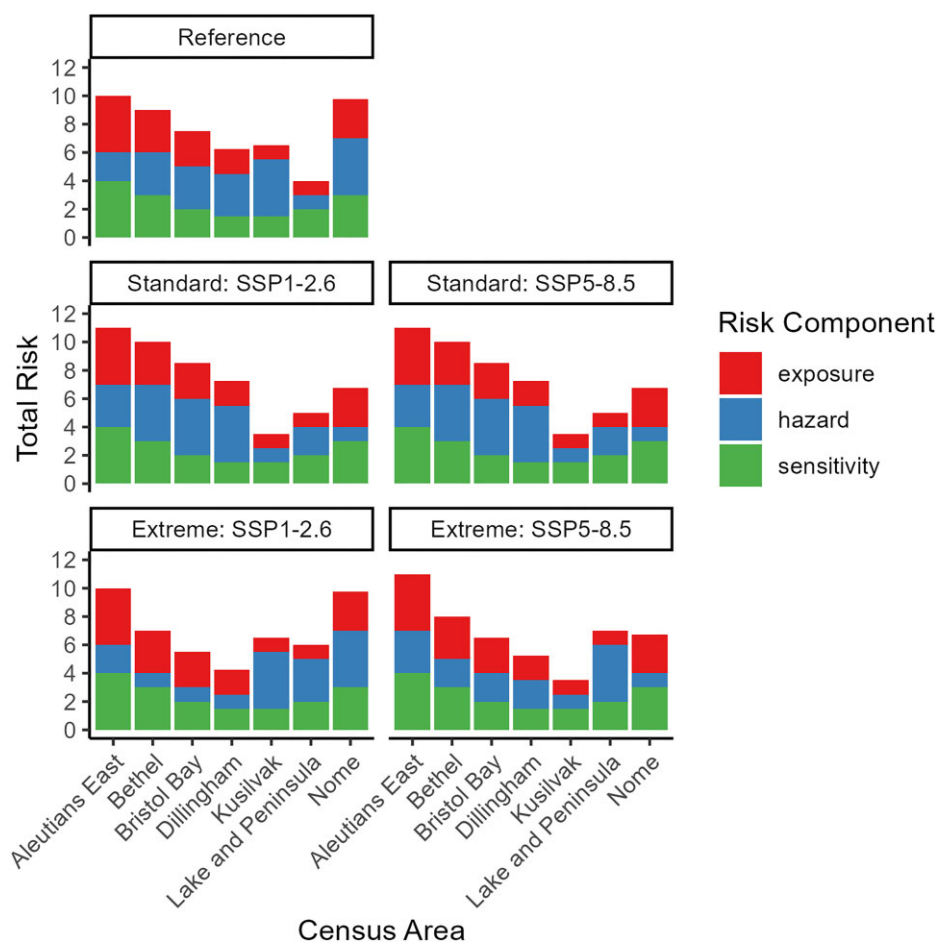 Reference
12
10
8
6
4
2
0
Standard: SSP1-2.6
Standard: SSP5-8.5
12
10
8
6
4
2
0
Total Risk
Risk Component
exposure
hazard
sensitivity
Extreme: SSP1-2.6
Extreme: SSP5-8.5
12
10
8
6
4
2
0
Aleutians East
Bethel
Bristol Bay
Dillingham
Kusilvak
Lake and Peninsula
Nome
Aleutians East
Bethel
Bristol Bay
Dillingham
Kusilvak
Lake and Peninsula
Nome
Census Area